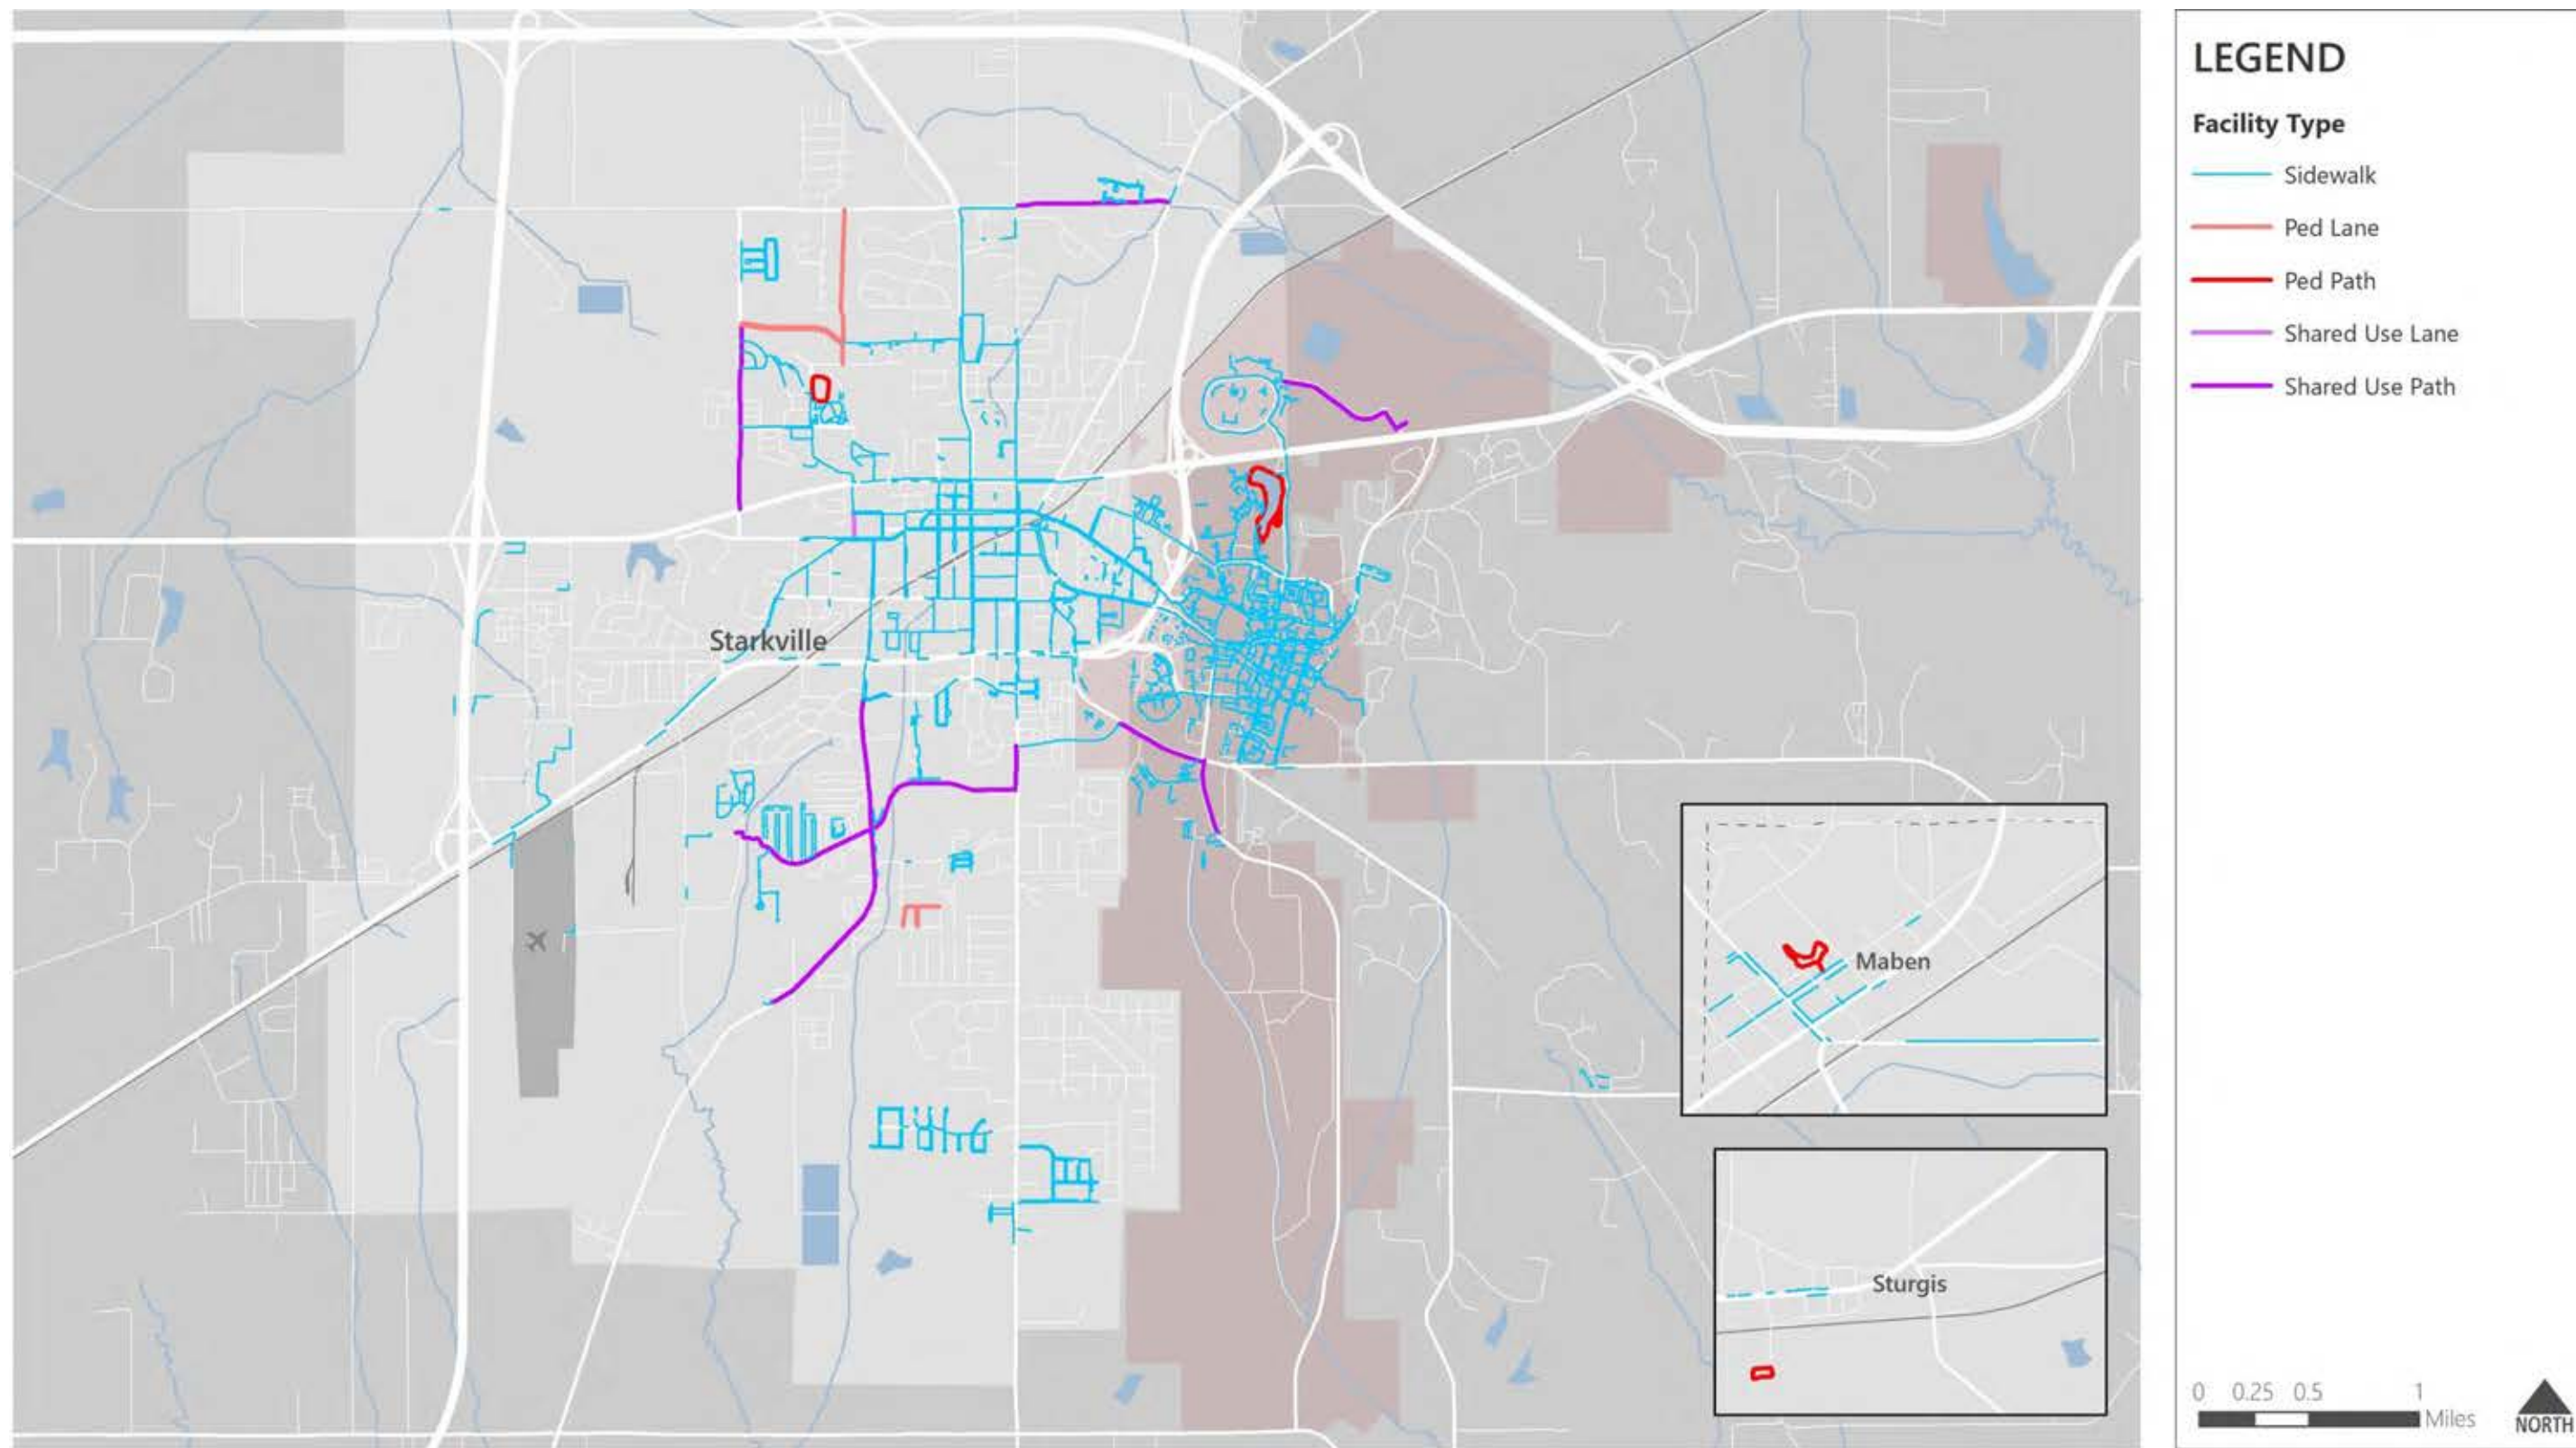 LEGEND
Facility Type
Sidewalk
Ped Lane
Ped Path
Shared Use Lane
Shared Use Path
Starkville
Maben
Sturgis
0 0.25 0.5 1
Miles
NORTH